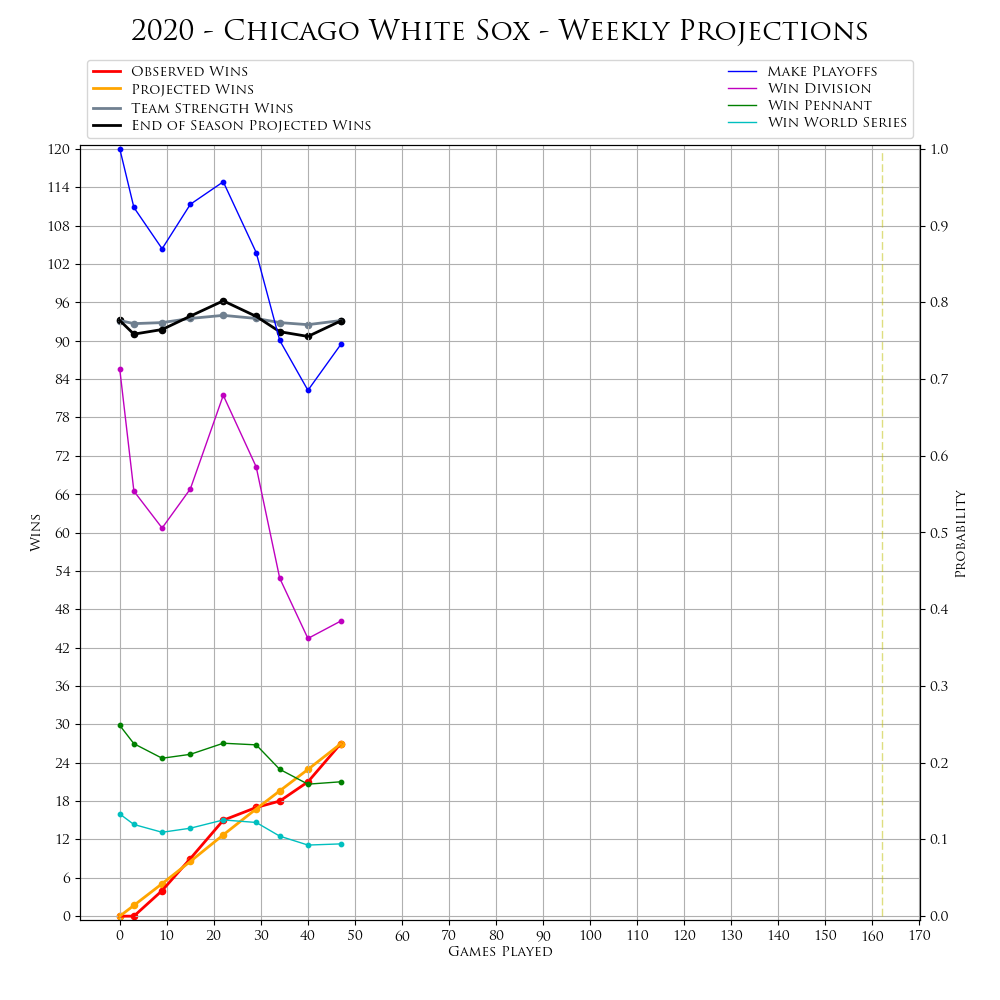 2020 - Chicago White Sox - Weekly Projections
Observed Wins
Projected Wins
Team Strength Wins
End of Season Projected Wins
Make Playoffs
Win Division
Win Pennant
Win World Series
120
114
108
102
96
90
84
78
72
66
60
54
48
42
36
30
24
18
12
6
0
Wins
1.0
0.9
0.8
0.7
0.6
0.5
0.4
0.3
0.2
0.1
0.0
Probability
0 10 20 30 40 50 60 70 80 90 100 110 120 130 140 150 160 170
Games Played